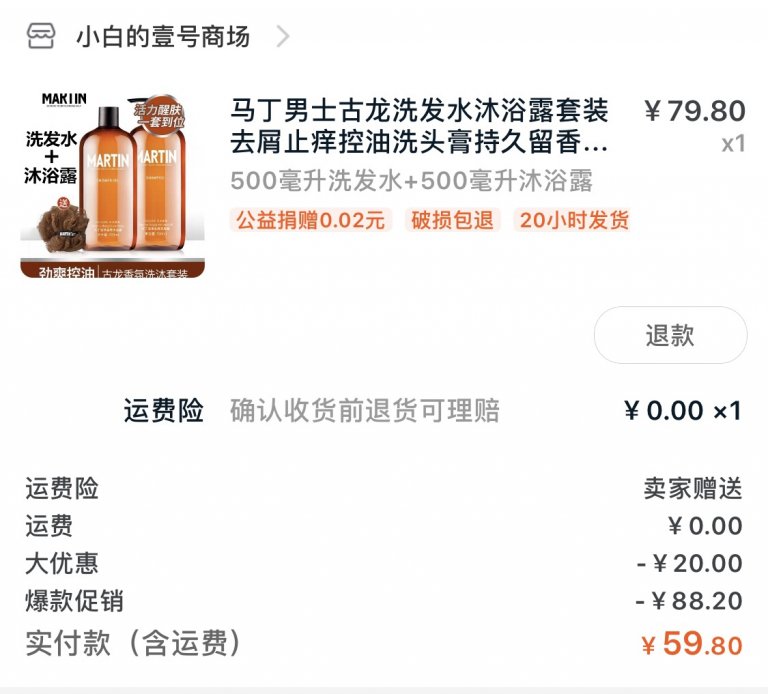 小白的壹号商场
MARTIN
活力醒肤
一套到位
洗发水
+
沐浴露
送
MARTIN
MARTIN
劲爽控油 古龙香氛洗沐套装
马丁男士古龙洗发水沐浴露套装
去屑止痒控油洗头膏持久留香...
¥79.80
x1
500毫升洗发水+500毫升沐浴露
公益捐赠0.02元 破损包退 20小时发货
退款
运费险 确认收货前退货可理赔 ¥0.00 ×1
运费险 卖家赠送
运费 ¥0.00
大优惠 -¥20.00
爆款促销 -¥88.20
实付款（含运费） ¥59.80